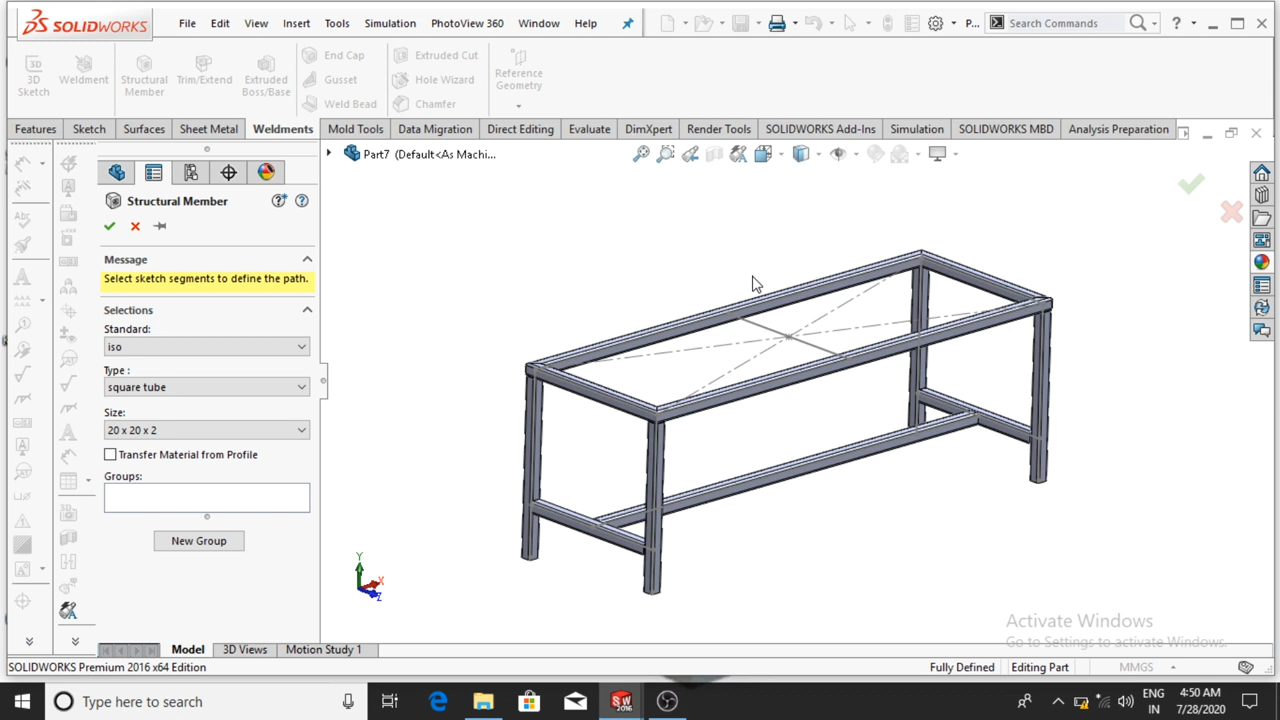 SOLIDWORKS File Edit View Insert Tools Simulation PhotoView 360 Window Help P... Search Commands ?
3D Sketch
Weldment
Structural Member
Trim/Extend
Extruded Boss/Base
End Cap
Gusset
Weld Bead
Extruded Cut
Hole Wizard
Chamfer
Reference Geometry
Features Sketch Surfaces Sheet Metal Weldments Mold Tools Data Migration Direct Editing Evaluate DimXpert Render Tools SOLIDWORKS Add-Ins Simulation SOLIDWORKS MBD Analysis Preparation
Part7 (Default<As Machi...
Structural Member
Message
Select sketch segments to define the path.
Selections
Standard:
iso
Type :
square tube
Size:
20 x 20 x 2
Transfer Material from Profile
Groups:
New Group
Y
X
Z
Activate Windows
Go to Settings to activate Windows.
Model 3D Views Motion Study 1
SOLIDWORKS Premium 2016 x64 Edition Fully Defined Editing Part MMGS
Type here to search
SW
2016
ENG
IN
4:50 AM
7/28/2020